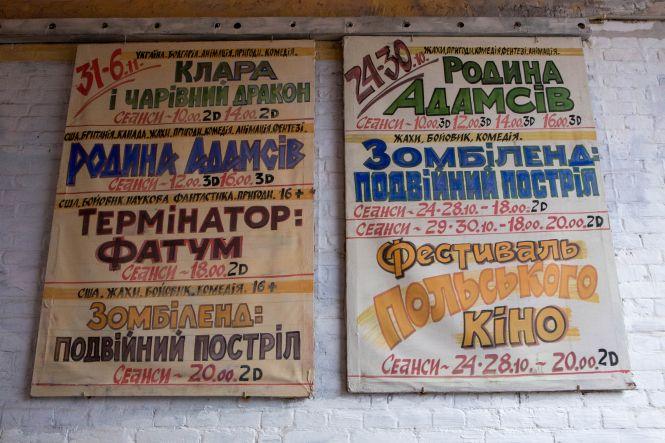 УКРАЇНА, БОЛГАРІЯ, АНІМАЦІЯ, ПРИГОДИ, КОМЕДІЯ.
31-6.11.
КЛАРА
І ЧАРІВНИЙ ДРАКОН
СЕАНСИ~10.00.2D 14.00.2D
США, БРИТАНІЯ, КАНАДА, ЖАХИ, ПРИГОДИ, КОМЕДІЯ, АНІМАЦІЯ, ФЕНТЕЗІ.
РОДИНА АДАМСІВ
СЕАНСИ~12.00.3D 16.00.3D
США, БОЙОВИК, НАУКОВА ФАНТАСТИКА, ПРИГОДИ. 16+
ТЕРМІНАТОР:
ФАТУМ
СЕАНСИ~18.00.2D
США, ЖАХИ, БОЙОВИК, КОМЕДІЯ. 16+
ЗОМБІЛЕНД:
ПОДВІЙНИЙ ПОСТРІЛ
СЕАНСИ~20.00.2D
ЖАХИ, ПРИГОДИ, КОМЕДІЯ, ФЕНТЕЗІ, АНІМАЦІЯ.
24-30.10.
РОДИНА
АДАМСІВ
СЕАНСИ~10.00.3D 12.00.3D 14.00.3D 16.00.3D
ЖАХИ, БОЙОВИК, КОМЕДІЯ.
ЗОМБІЛЕНД:
ПОДВІЙНИЙ ПОСТРІЛ
СЕАНСИ~24-28.10.-18.00.2D
СЕАНСИ~29-30.10.-18.00.20.00.2D
ФЕСТИВАЛЬ
ПОЛЬСЬКОГО
КІНО
СЕАНСИ~24-28.10.-20.00.2D